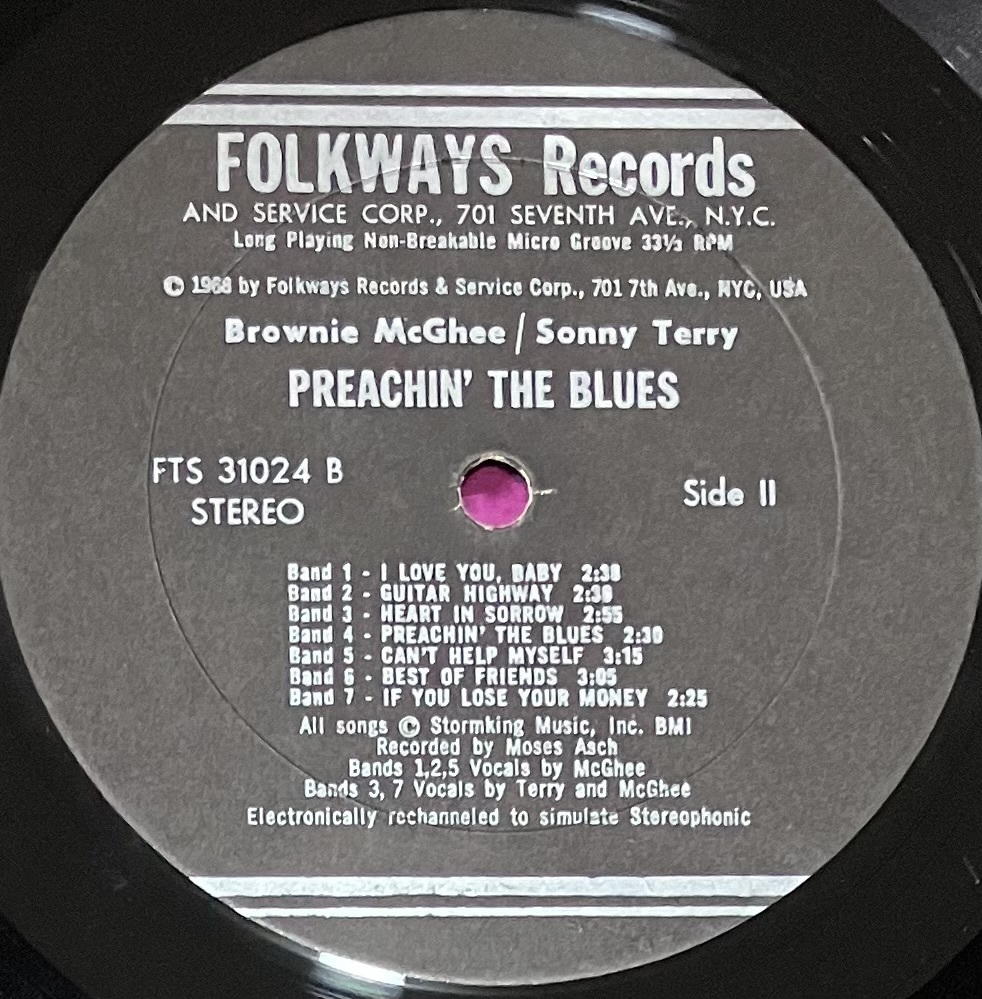 FOLKWAYS Records
AND SERVICE CORP., 701 SEVENTH AVE., N.Y.C.
Long Playing Non-Breakable Micro Groove 33⅓ RPM
© 1968 by Folkways Records & Service Corp., 701 7th Ave., NYC, USA
Brownie McGhee / Sonny Terry
PREACHIN' THE BLUES
FTS 31024 B
STEREO
Side II
Band 1 - I LOVE YOU, BABY 2:38
Band 2 - GUITAR HIGHWAY
Band 3 - HEART IN SORROW 2:55
Band 4 - PREACHIN' THE BLUES 2:30
Band 5 - CAN'T HELP MYSELF 3:15
Band 6 - BEST OF FRIENDS 3:05
Band 7 - IF YOU LOSE YOUR MONEY 2:25
All songs © Stormking Music, Inc. BMI
Recorded by Moses Asch
Bands 1,2,5 Vocals by McGhee
Bands 3, 7 Vocals by Terry and McGhee
Electronically rechanneled to simulate Stereophonic